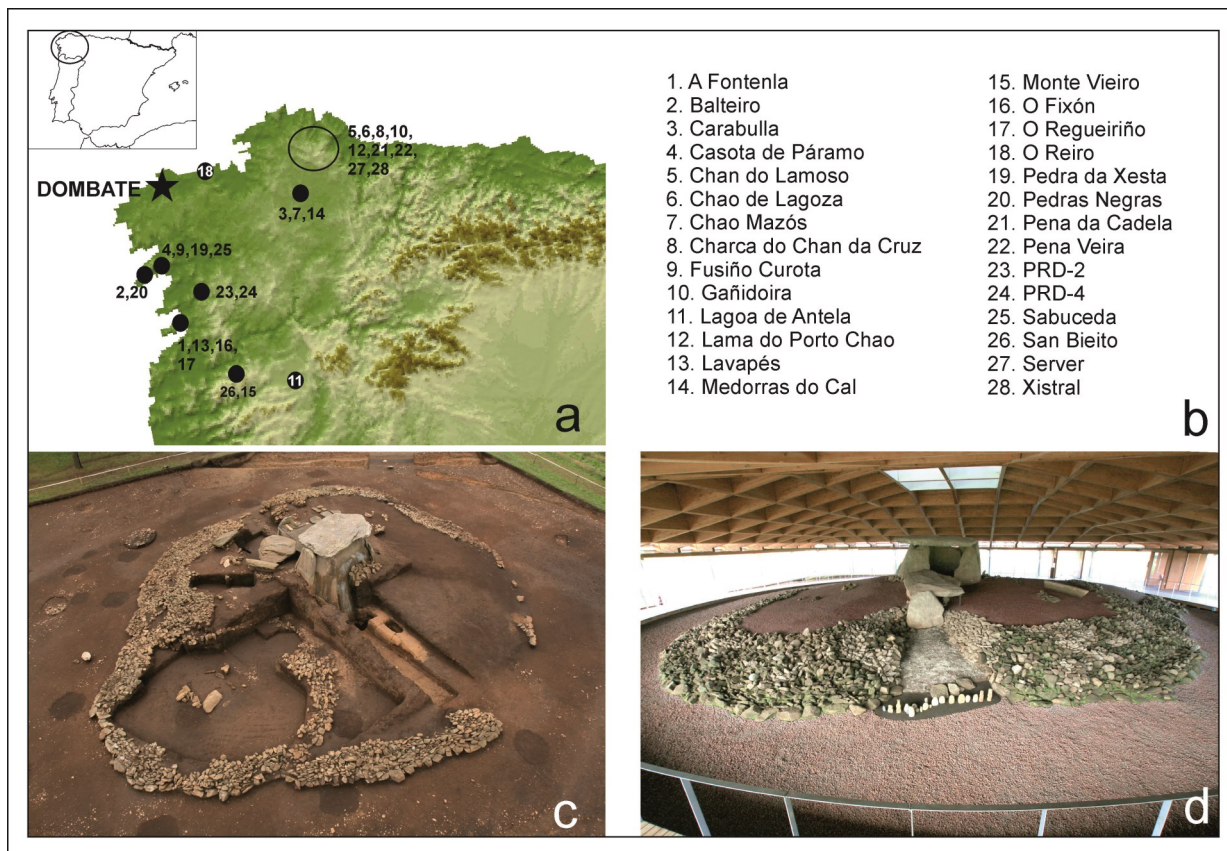 5,6,8,10,
12,21,22,
27,28
18
DOMBATE
3,7,14
4,9,19,25
2,20
23,24
1,13,16,
17
26,15
11
a
1. A Fontenla
2. Balteiro
3. Carabulla
4. Casota de Páramo
5. Chan do Lamoso
6. Chao de Lagoza
7. Chao Mazós
8. Charca do Chan da Cruz
9. Fusiño Curota
10. Gañidoira
11. Lagoa de Antela
12. Lama do Porto Chao
13. Lavapés
14. Medorras do Cal
15. Monte Vieiro
16. O Fixón
17. O Regueiriño
18. O Reiro
19. Pedra da Xesta
20. Pedras Negras
21. Pena da Cadela
22. Pena Veira
23. PRD-2
24. PRD-4
25. Sabuceda
26. San Bieito
27. Server
28. Xistral
b
c
d